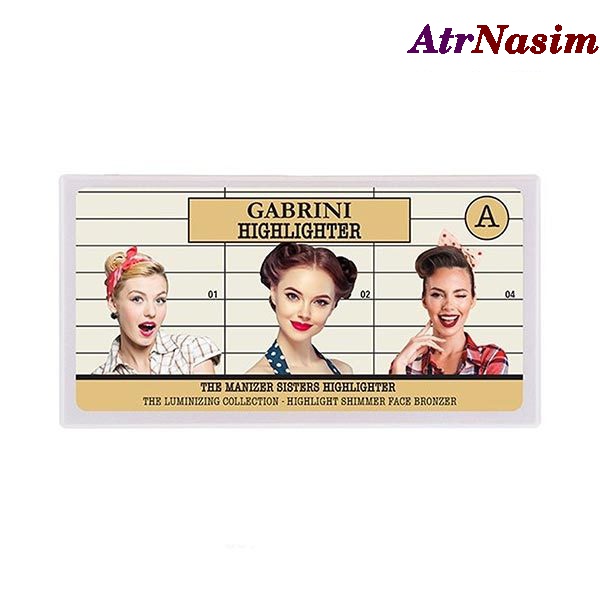 AtrNasim
GABRINI
HIGHLIGHTER
A
01
02
04
THE MANIZER SISTERS HIGHLIGHTER
THE LUMINIZING COLLECTION - HIGHLIGHT SHIMMER FACE BRONZER